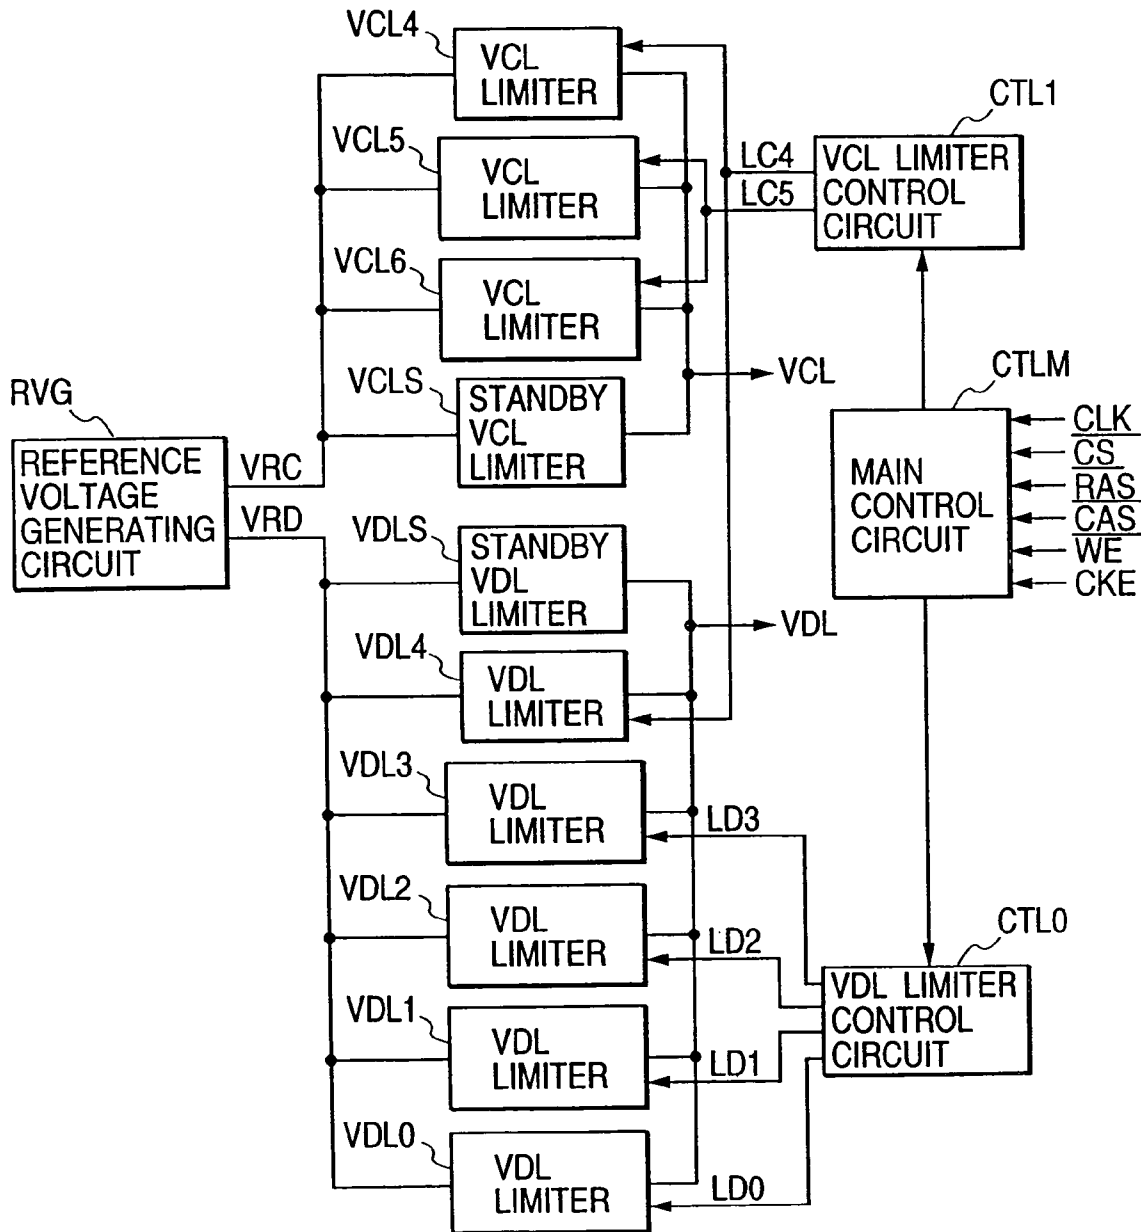 VCL4
VCL
LIMITER
VCL5
VCL
LIMITER
VCL6
VCL
LIMITER
VCLS
STANDBY
VCL
LIMITER
VCL
LC4
LC5
CTL1
VCL LIMITER
CONTROL
CIRCUIT
RVG
REFERENCE
VOLTAGE
GENERATING
CIRCUIT
VRC
VRD
CTLM
MAIN
CONTROL
CIRCUIT
CLK
CS
RAS
CAS
WE
CKE
VDLS
STANDBY
VDL
LIMITER
VDL
VDL4
VDL
LIMITER
VDL3
VDL
LIMITER
LD3
VDL2
VDL
LIMITER
LD2
VDL1
VDL
LIMITER
LD1
VDL0
VDL
LIMITER
LD0
CTL0
VDL LIMITER
CONTROL
CIRCUIT